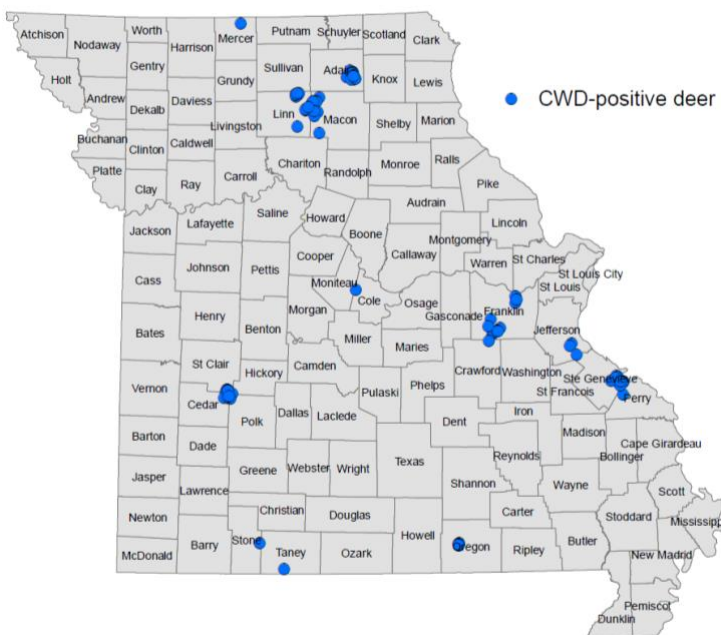 Atchison
Nodaway
Worth
Harrison
Mercer
Putnam
Schuyler
Scotland
Clark
Holt
Andrew
Gentry
Dekalb
Daviess
Grundy
Sullivan
Adair
Knox
Lewis
CWD-positive deer
Buchanan
Clinton
Caldwell
Livingston
Linn
Macon
Shelby
Marion
Platte
Clay
Ray
Carroll
Chariton
Randolph
Monroe
Ralls
Pike
Jackson
Lafayette
Saline
Howard
Boone
Audrain
Callaway
Montgomery
Lincoln
Warren
St Charles
St Louis City
St Louis
Cass
Johnson
Pettis
Cooper
Moniteau
Cole
Osage
Gasconade
Franklin
Jefferson
Bates
Henry
Benton
Morgan
Miller
Maries
Crawford
Washington
St Francois
Ste Genevieve
Perry
Vernon
St Clair
Hickory
Camden
Pulaski
Phelps
Dent
Iron
Madison
Cape Girardeau
Bollinger
Cedar
Polk
Dallas
Laclede
Barton
Dade
Greene
Webster
Wright
Texas
Reynolds
Shannon
Wayne
Scott
Jasper
Lawrence
Christian
Douglas
Carter
Stoddard
Mississippi
Newton
McDonald
Barry
Stone
Taney
Ozark
Howell
Oregon
Ripley
Butler
New Madrid
Dunklin
Pemiscot